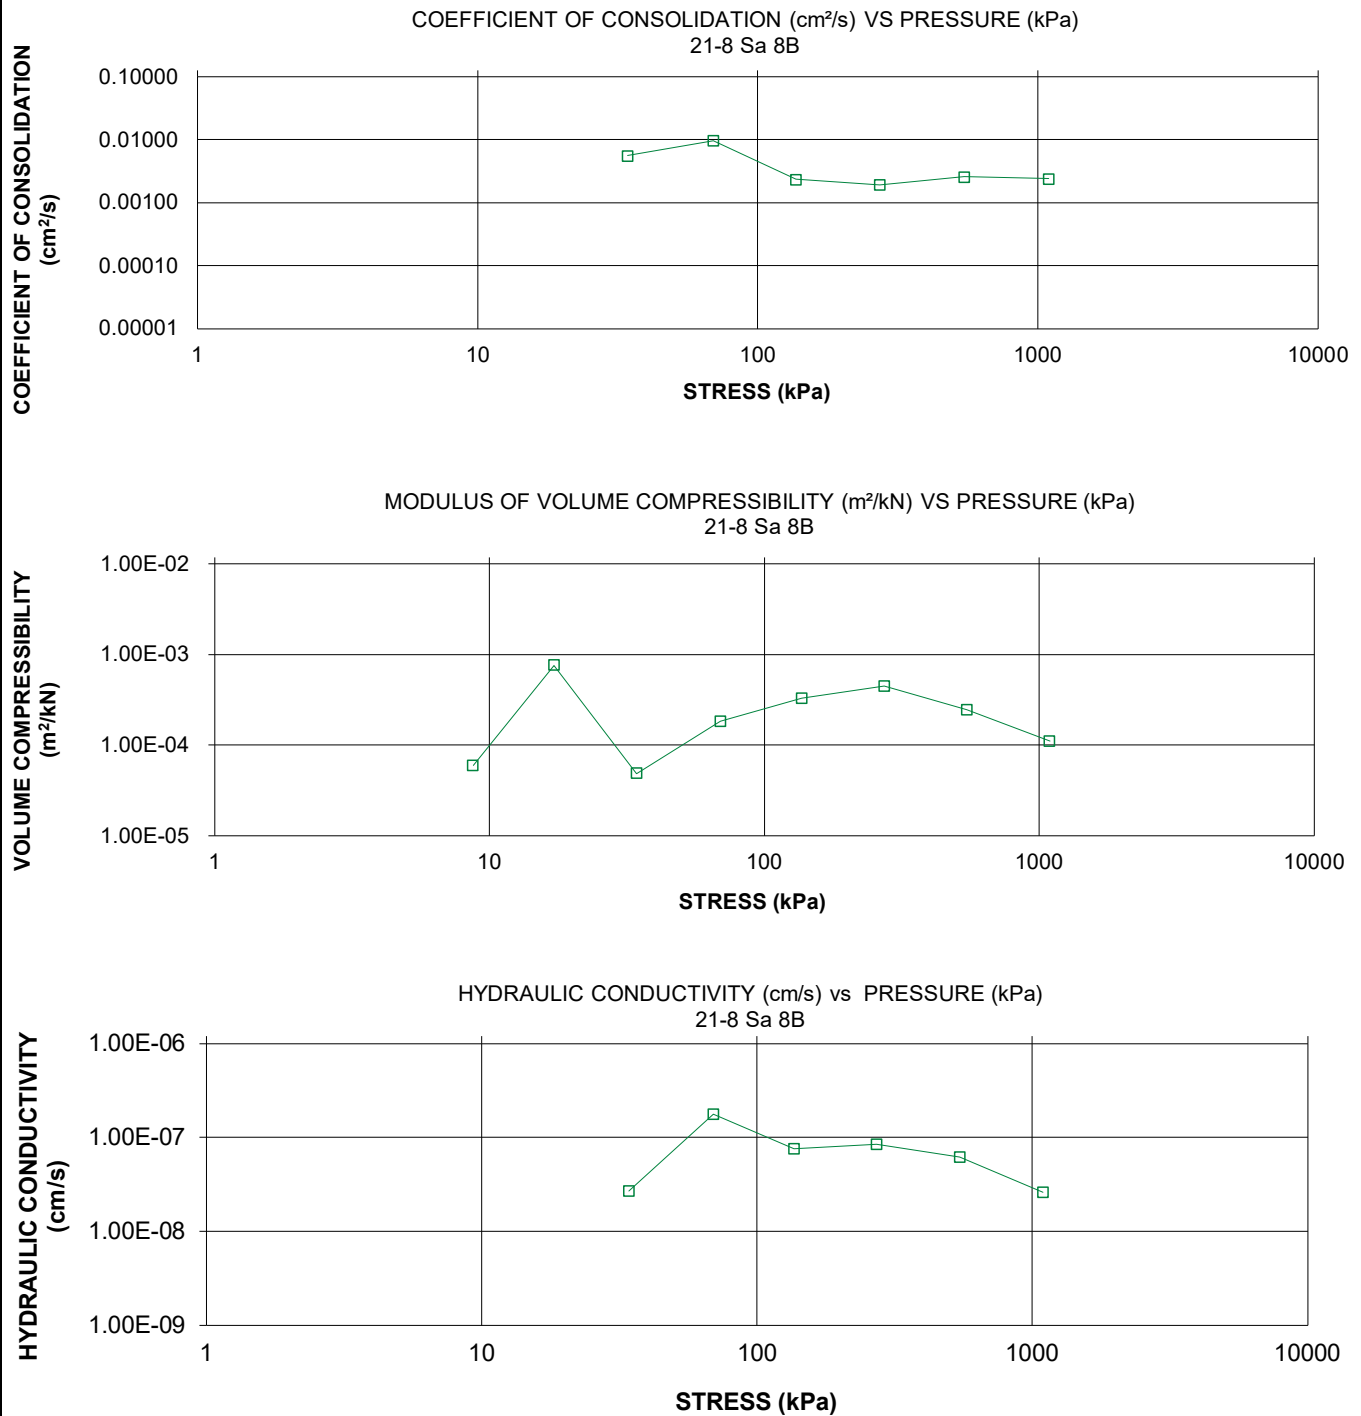 COEFFICIENT OF CONSOLIDATION (cm²/s) VS PRESSURE (kPa)
21-8 Sa 8B
COEFFICIENT OF CONSOLIDATION
(cm²/s)
0.10000
0.01000
0.00100
0.00010
0.00001
1 10 100 1000 10000
STRESS (kPa)
MODULUS OF VOLUME COMPRESSIBILITY (m²/kN) VS PRESSURE (kPa)
21-8 Sa 8B
VOLUME COMPRESSIBILITY
(m²/kN)
1.00E-02
1.00E-03
1.00E-04
1.00E-05
1 10 100 1000 10000
STRESS (kPa)
HYDRAULIC CONDUCTIVITY (cm/s) vs  PRESSURE (kPa)
21-8 Sa 8B
HYDRAULIC CONDUCTIVITY
(cm/s)
1.00E-06
1.00E-07
1.00E-08
1.00E-09
1 10 100 1000 10000
STRESS (kPa)